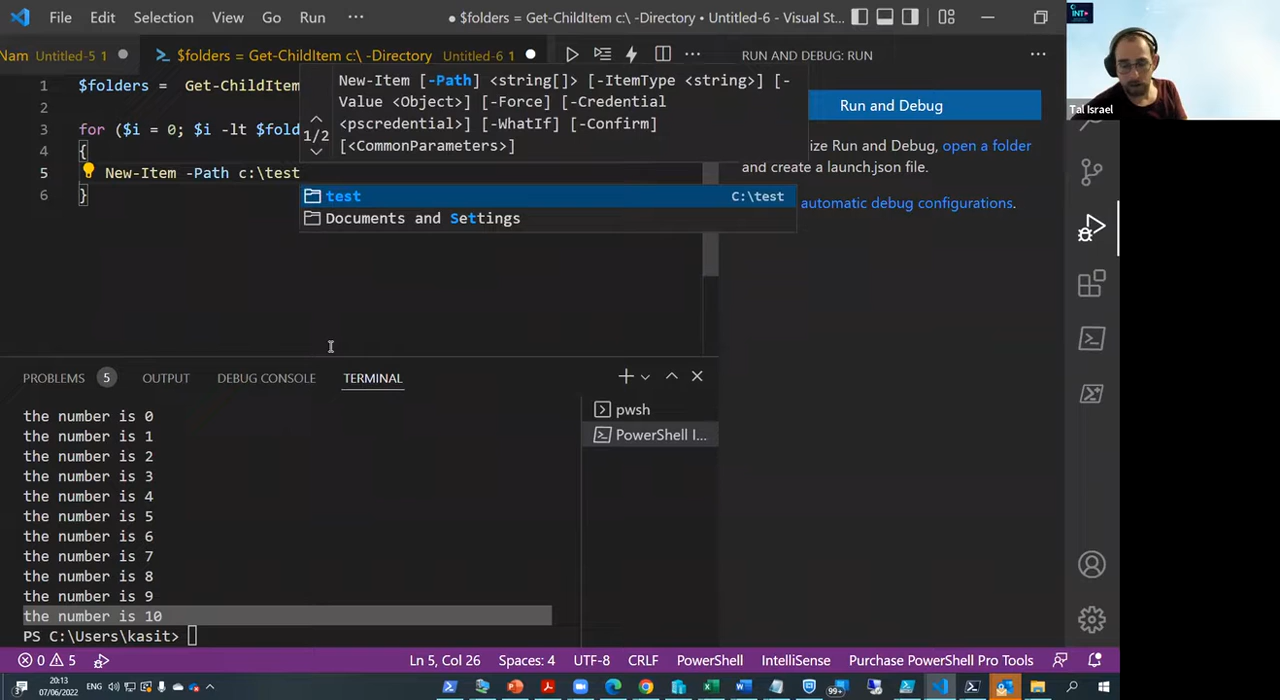 File Edit Selection View Go Run ··· ● $folders = Get-ChildItem c:\ -Directory • Untitled-6 - Visual St...
INT+
Nam Untitled-5 1 $folders = Get-ChildItem c:\ -Directory Untitled-6 1 RUN AND DEBUG: RUN
1 $folders = Get-ChildItem
2
3 for ($i = 0; $i -lt $fold
4 {
5 New-Item -Path c:\test
6 }
New-Item [-Path] <string[]> [-ItemType <string>] [-
Value <Object>] [-Force] [-Credential
<pscredential>] [-WhatIf] [-Confirm]
[<CommonParameters>]
1/2
test C:\test
Documents and Settings
Run and Debug
ize Run and Debug, open a folder
and create a launch.json file.
automatic debug configurations.
Tal Israel
PROBLEMS 5 OUTPUT DEBUG CONSOLE TERMINAL
the number is 0
the number is 1
the number is 2
the number is 3
the number is 4
the number is 5
the number is 6
the number is 7
the number is 8
the number is 9
the number is 10
PS C:\Users\kasit>
pwsh
PowerShell I...
0 5 Ln 5, Col 26 Spaces: 4 UTF-8 CRLF PowerShell IntelliSense Purchase PowerShell Pro Tools
3 20:13
07/06/2022
ENG 99+